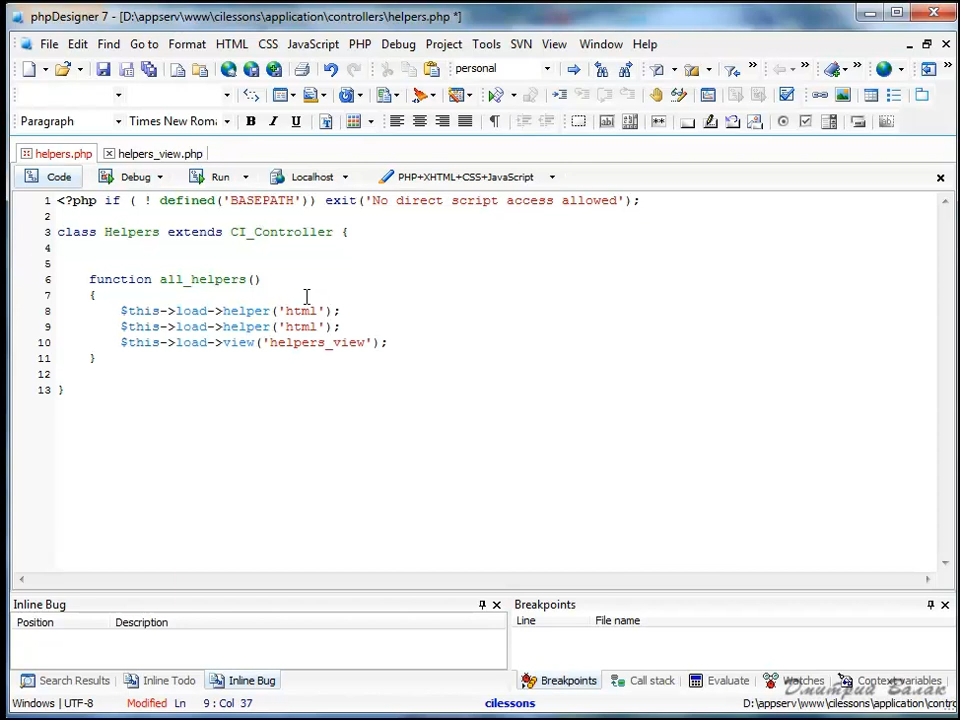 phpDesigner 7 - [D:\appserv\www\cilessons\application\controllers\helpers.php *]
File Edit Find Go to Format HTML CSS JavaScript PHP Debug Project Tools SVN View Window Help
personal
Paragraph Times New Roma B I U
helpers.php helpers_view.php
Code Debug Run Localhost PHP+XHTML+CSS+JavaScript
1 <?php if ( ! defined('BASEPATH')) exit('No direct script access allowed');
2
3 class Helpers extends CI_Controller {
4
5
6 function all_helpers()
7 {
8 $this->load->helper('html');
9 $this->load->helper('html');
10 $this->load->view('helpers_view');
11 }
12
13 }
Inline Bug Breakpoints
Position Description Line File name
Search Results Inline Todo Inline Bug Breakpoints Call stack Evaluate Watches Context variables
Дмитрий Валак
Windows | UTF-8 Modified Ln 9 : Col 37 cilessons D:\appserv\www\cilessons\application\contro